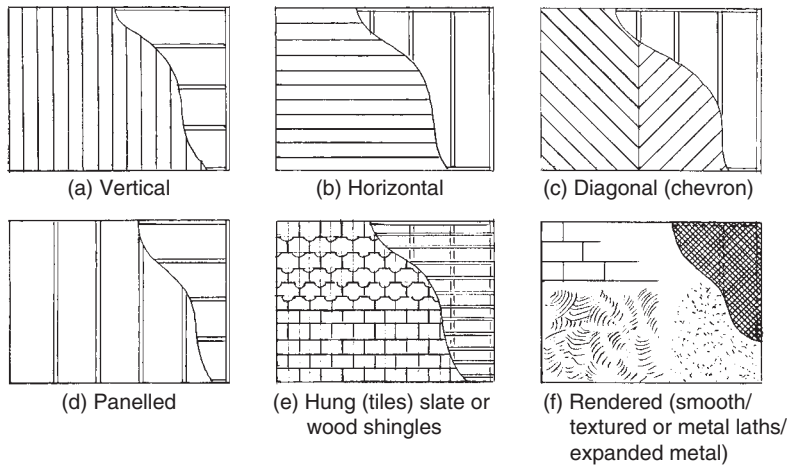 (a) Vertical
(b) Horizontal
(c) Diagonal (chevron)
(d) Panelled
(e) Hung (tiles) slate or
wood shingles
(f) Rendered (smooth/
textured or metal laths/
expanded metal)